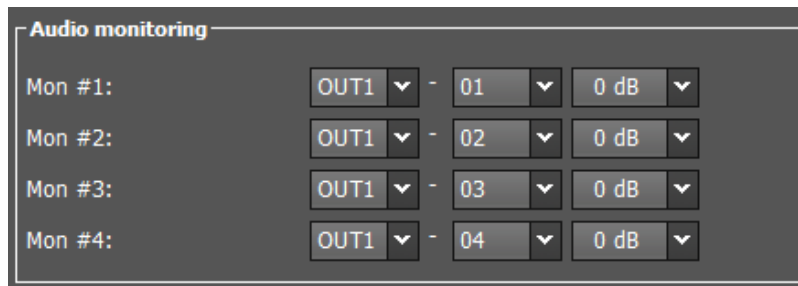 Audio monitoring
Mon #1: OUT1 - 01 0 dB
Mon #2: OUT1 - 02 0 dB
Mon #3: OUT1 - 03 0 dB
Mon #4: OUT1 - 04 0 dB